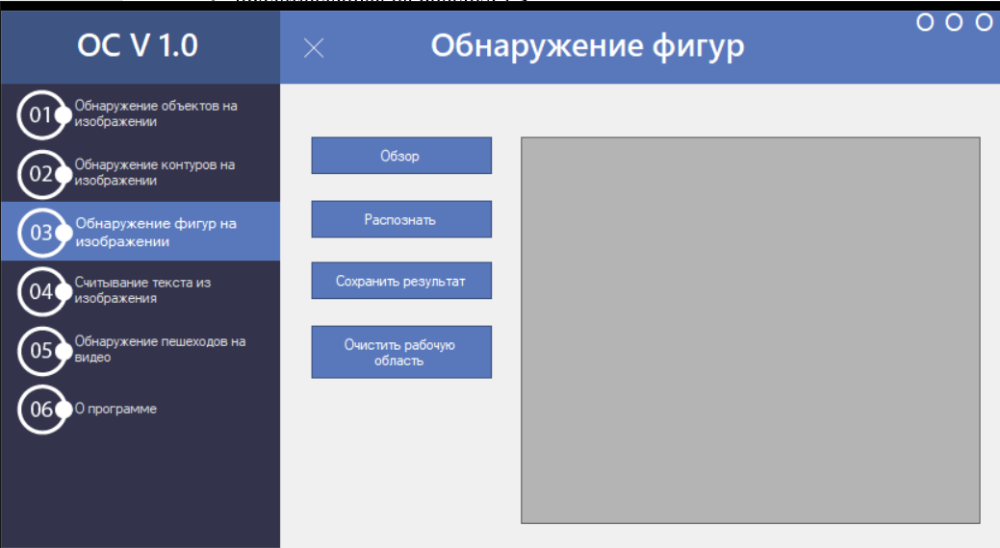 ОС V 1.0
Обнаружение фигур
О О О
01
Обнаружение объектов на
изображении
02
Обнаружение контуров на
изображении
03
Обнаружение фигур на
изображении
04
Считывание текста из
изображения
05
Обнаружение пешеходов на
видео
06
О программе
Обзор
Распознать
Сохранить результат
Очистить рабочую
область